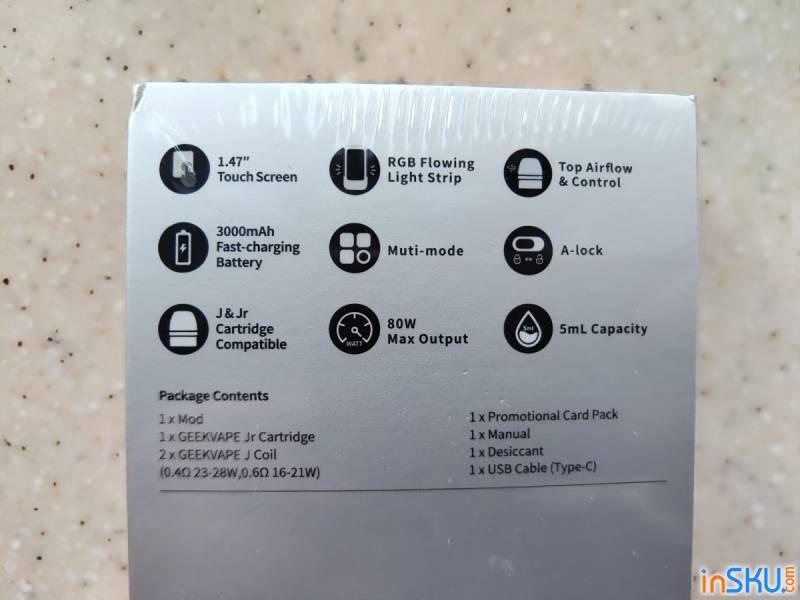 1.47"
Touch Screen
RGB Flowing
Light Strip
Top Airflow
& Control
3000mAh
Fast-charging
Battery
Muti-mode
A-lock
J & Jr
Cartridge
Compatible
WATT
80W
Max Output
5mL
5mL Capacity
Package Contents
1 x Mod
1 x GEEKVAPE Jr Cartridge
2 x GEEKVAPE J Coil
(0.4Ω 23-28W,0.6Ω 16-21W)
1 x Promotional Card Pack
1 x Manual
1 x Desiccant
1 x USB Cable (Type-C)
inSKU.com